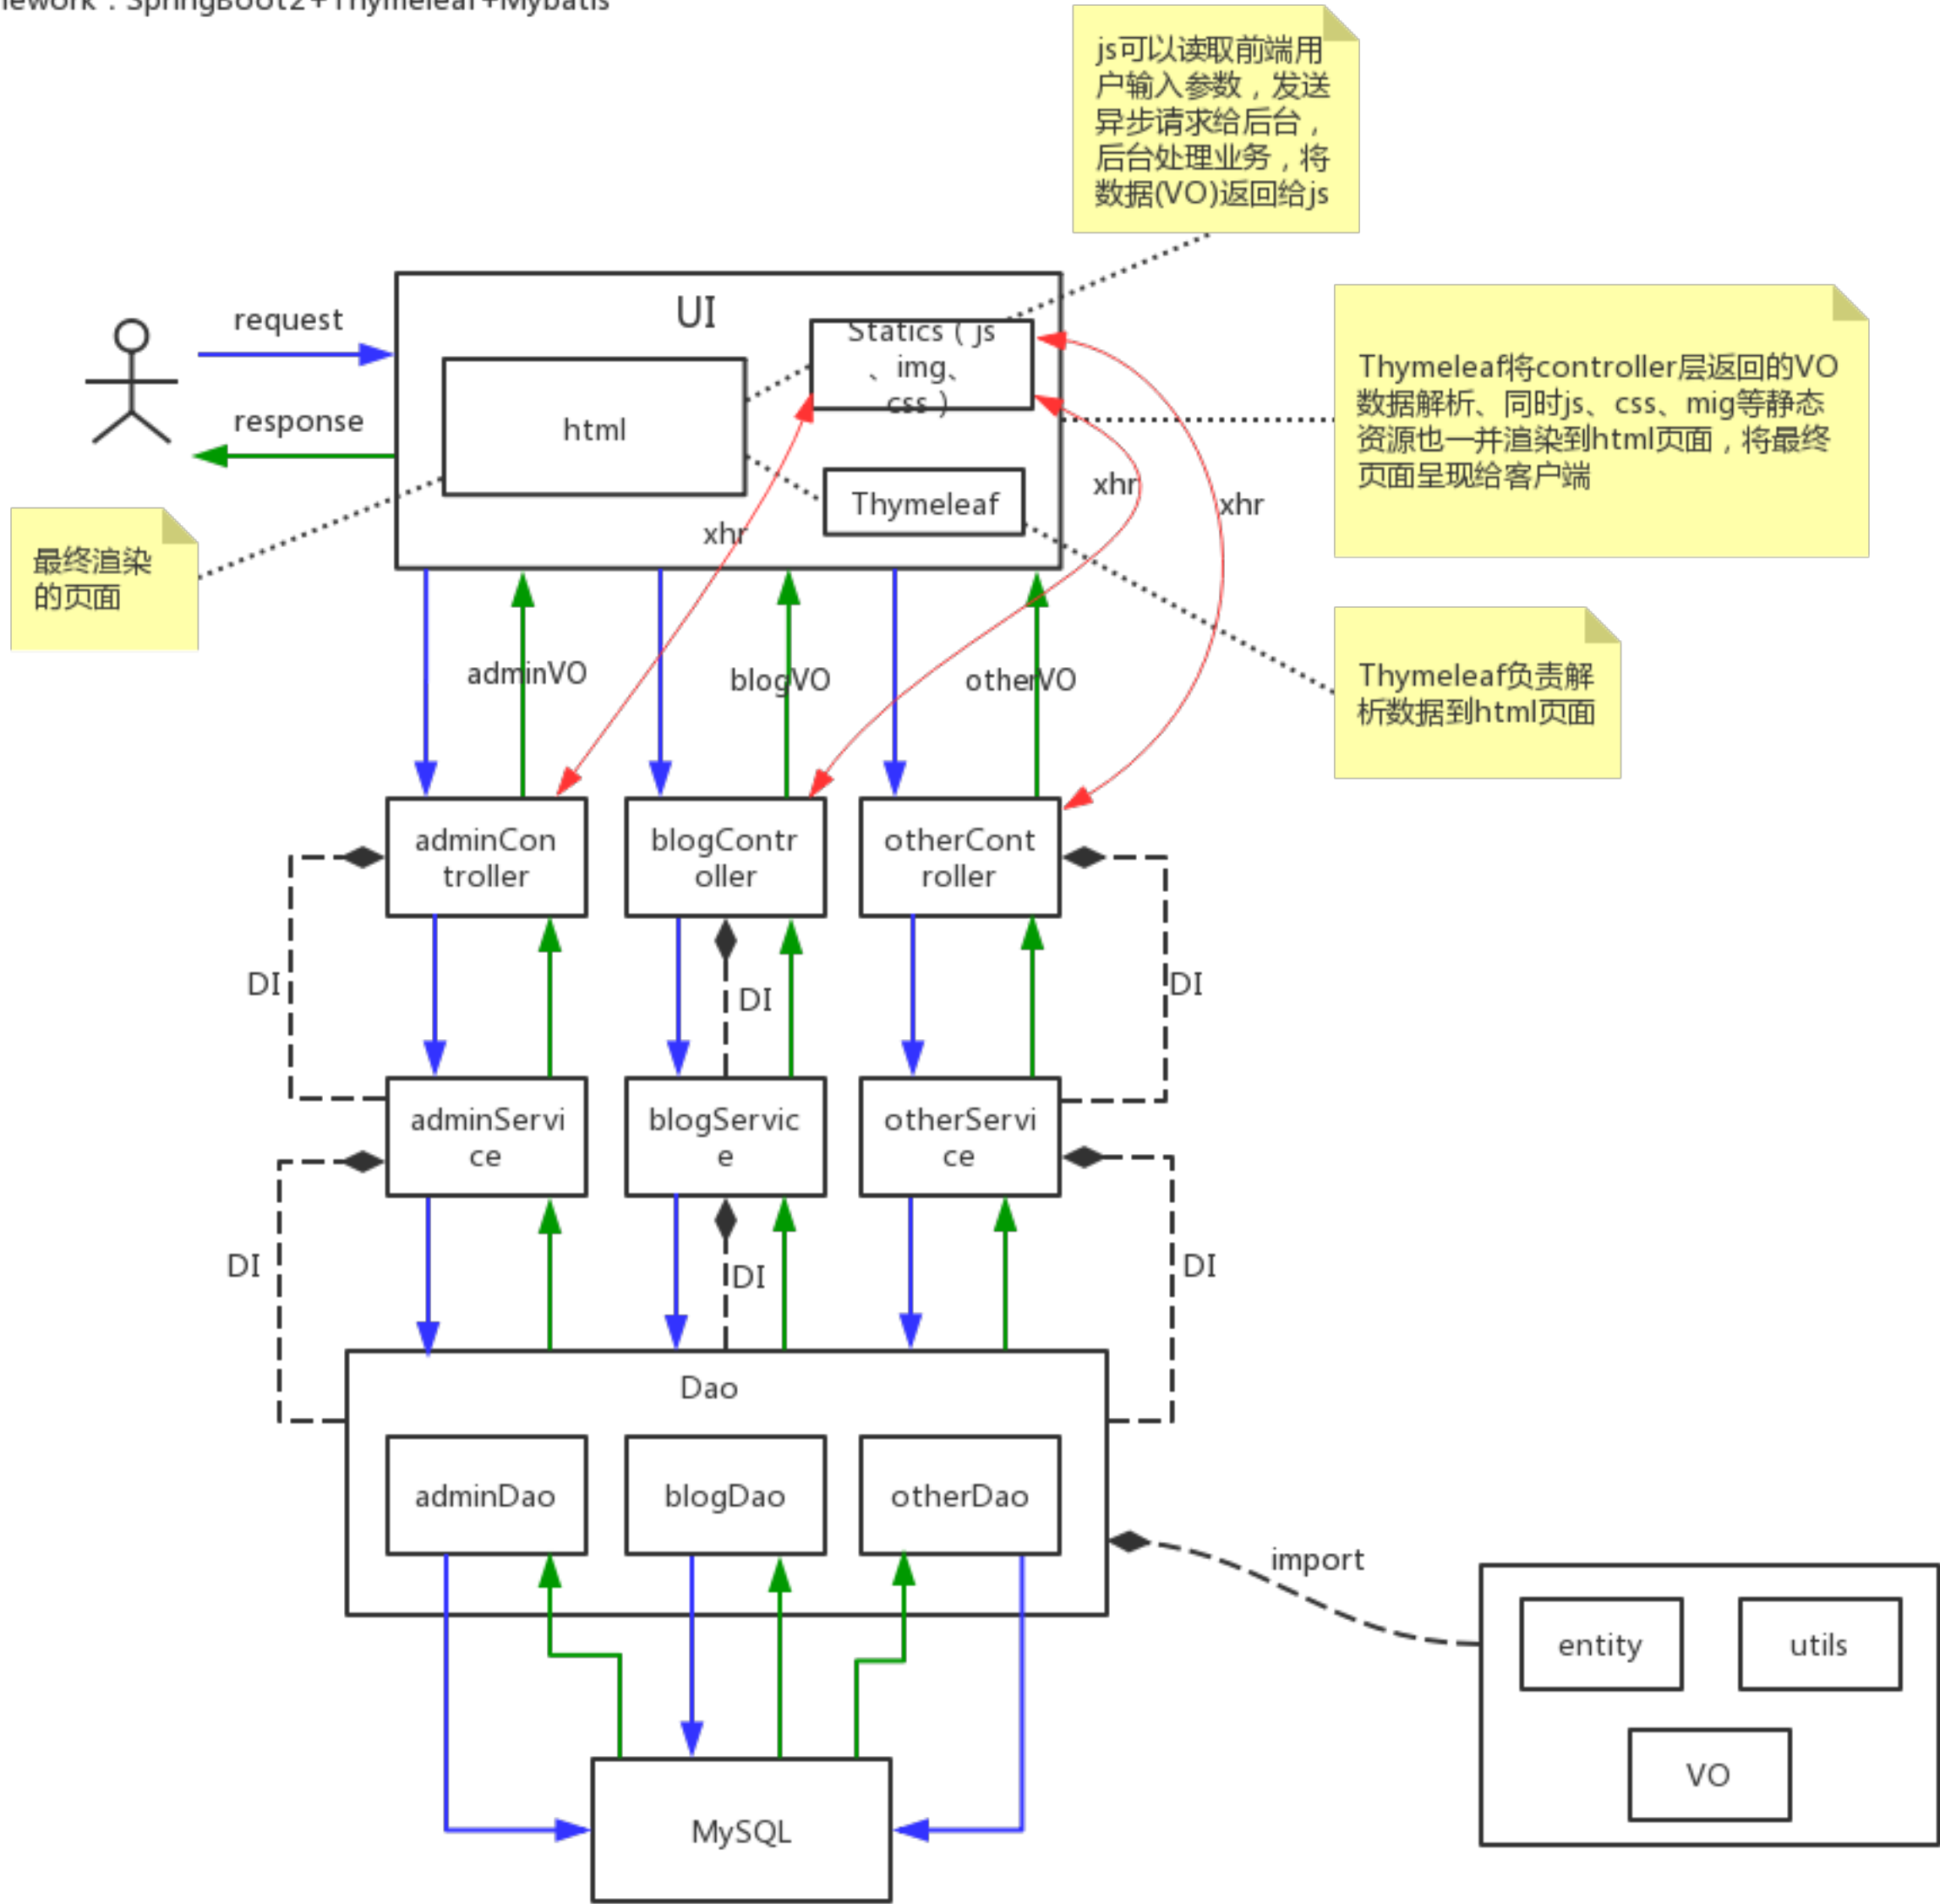 SpringBoot2+Thymeleaf+Mybatis
js可以读取前端用
户输入参数，发送
异步请求给后台，
后台处理业务，将
数据(VO)返回给js
UI
request
response
html
Statics（js
、img、
css）
Thymeleaf
Thymeleaf将controller层返回的VO
数据解析、同时js、css、mig等静态
资源也一并渲染到html页面，将最终
页面呈现给客户端
xhr
xhr
xhr
最终渲染
的页面
Thymeleaf负责解
析数据到html页面
adminVO
blogVO
otherVO
adminCon
troller
blogContr
oller
otherCont
roller
DI
DI
DI
adminServi
ce
blogServic
e
otherServi
ce
DI
DI
DI
Dao
adminDao
blogDao
otherDao
import
entity
utils
VO
MySQL